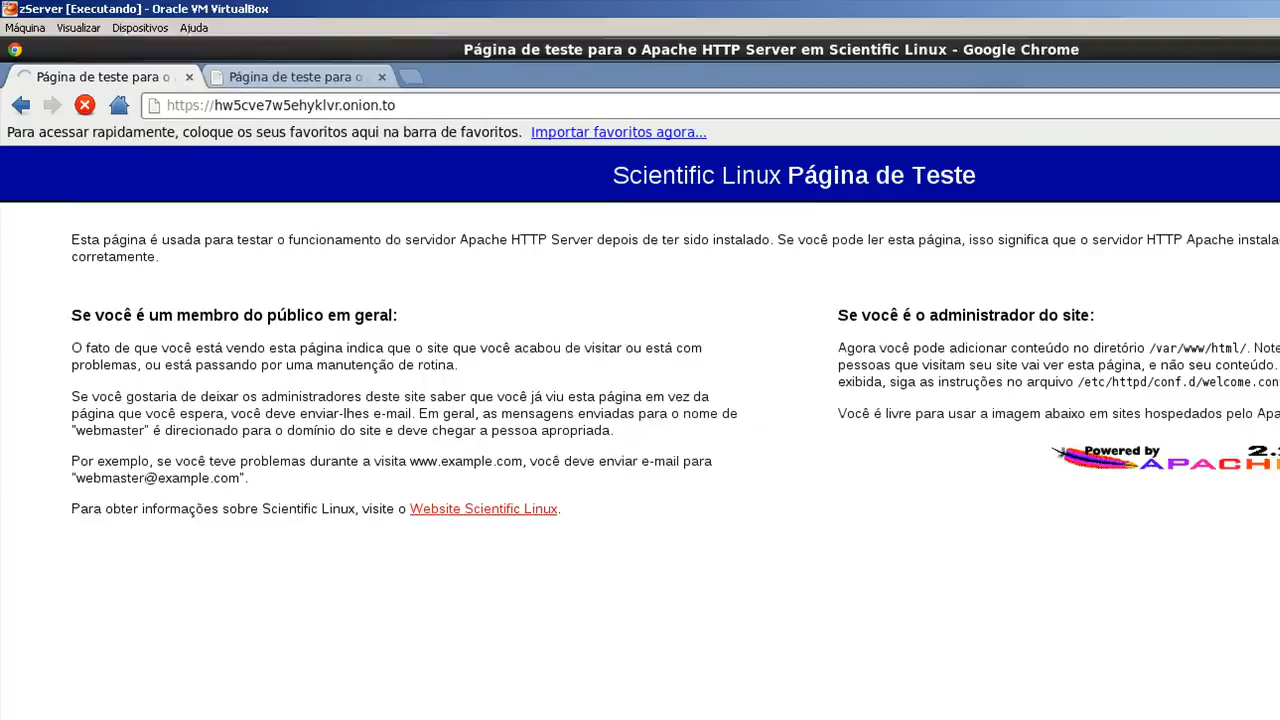 zServer [Executando] - Oracle VM VirtualBox
Máquina Visualizar Dispositivos Ajuda
Página de teste para o Apache HTTP Server em Scientific Linux - Google Chrome
Página de teste para o
Página de teste para o
https://hw5cve7w5ehyklvr.onion.to
Para acessar rapidamente, coloque os seus favoritos aqui na barra de favoritos. Importar favoritos agora...
Scientific Linux Página de Teste
Esta página é usada para testar o funcionamento do servidor Apache HTTP Server depois de ter sido instalado. Se você pode ler esta página, isso significa que o servidor HTTP Apache instala
corretamente.
Se você é um membro do público em geral:
O fato de que você está vendo esta página indica que o site que você acabou de visitar ou está com
problemas, ou está passando por uma manutenção de rotina.
Se você gostaria de deixar os administradores deste site saber que você já viu esta página em vez da
página que você espera, você deve enviar-lhes e-mail. Em geral, as mensagens enviadas para o nome de
"webmaster" é direcionado para o domínio do site e deve chegar a pessoa apropriada.
Por exemplo, se você teve problemas durante a visita www.example.com, você deve enviar e-mail para
"webmaster@example.com".
Para obter informações sobre Scientific Linux, visite o Website Scientific Linux.
Se você é o administrador do site:
Agora você pode adicionar conteúdo no diretório /var/www/html/. Note
pessoas que visitam seu site vai ver esta página, e não seu conteúdo.
exibida, siga as instruções no arquivo /etc/httpd/conf.d/welcome.con
Você é livre para usar a imagem abaixo em sites hospedados pelo Apa
Powered by 2.
APACH